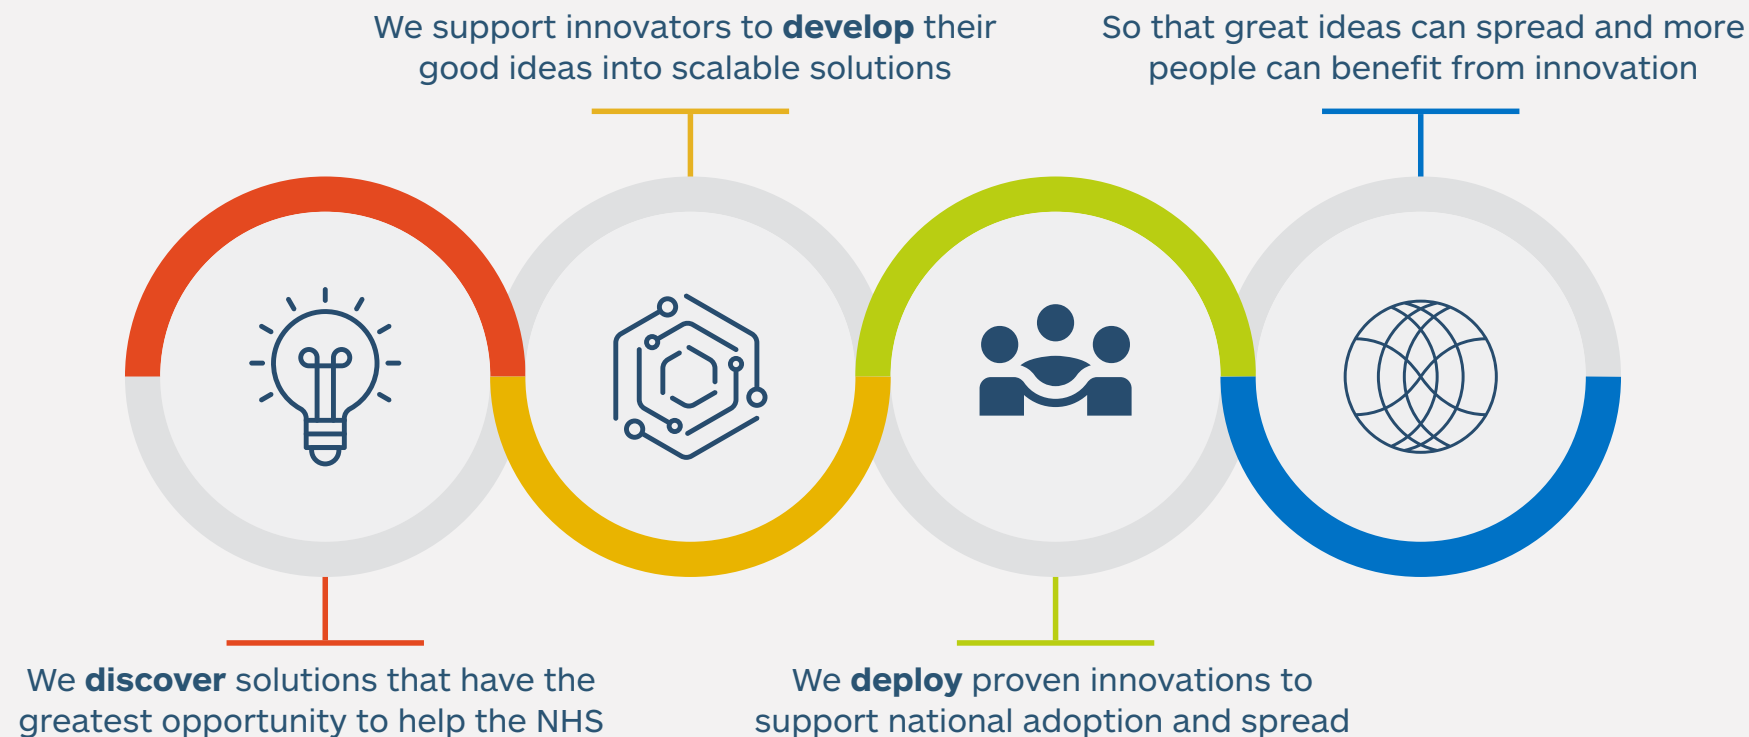 We support innovators to develop their
good ideas into scalable solutions
So that great ideas can spread and more
people can benefit from innovation
We discover solutions that have the
greatest opportunity to help the NHS
We deploy proven innovations to
support national adoption and spread